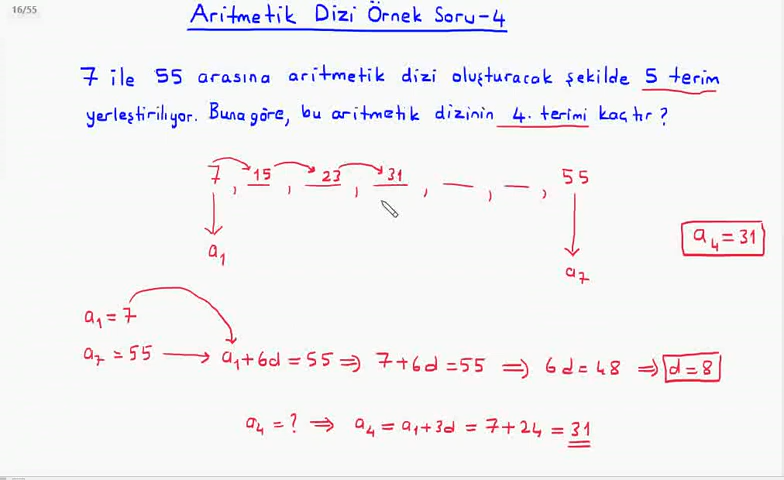 16/55
Aritmetik Dizi Örnek Soru-4
7 ile 55 arasına aritmetik dizi oluşturacak şekilde 5 terim
yerleştiriliyor. Buna göre, bu aritmetik dizinin 4. terimi kaçtır?
7, 15, 23, 31, __, __, 55
a₁
a₇
a₄ = 31
a₁ = 7
a₇ = 55 → a₁ + 6d = 55 ⇒ 7 + 6d = 55 ⇒ 6d = 48 ⇒ d = 8
a₄ = ? ⇒ a₄ = a₁ + 3d = 7 + 24 = 31